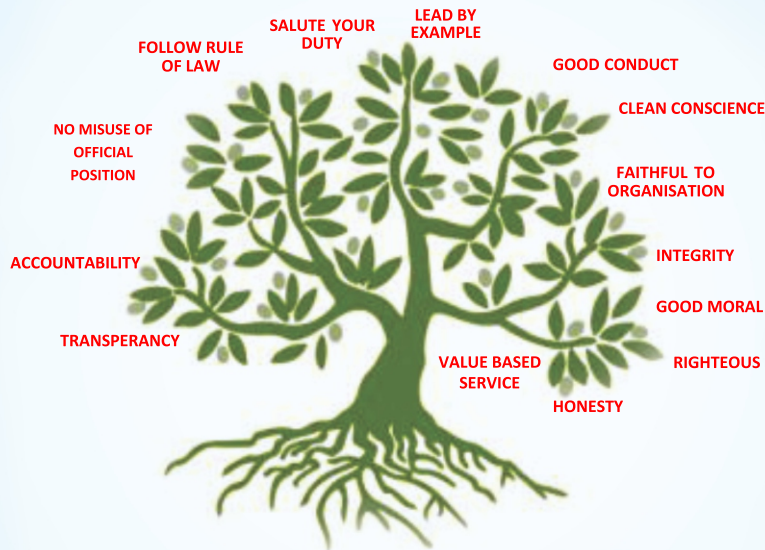 LEAD BY
EXAMPLE
SALUTE YOUR
DUTY
FOLLOW RULE
OF LAW
GOOD CONDUCT
CLEAN CONSCIENCE
NO MISUSE OF
OFFICIAL
POSITION
FAITHFUL TO
ORGANISATION
ACCOUNTABILITY
INTEGRITY
GOOD MORAL
TRANSPERANCY
VALUE BASED
SERVICE
RIGHTEOUS
HONESTY